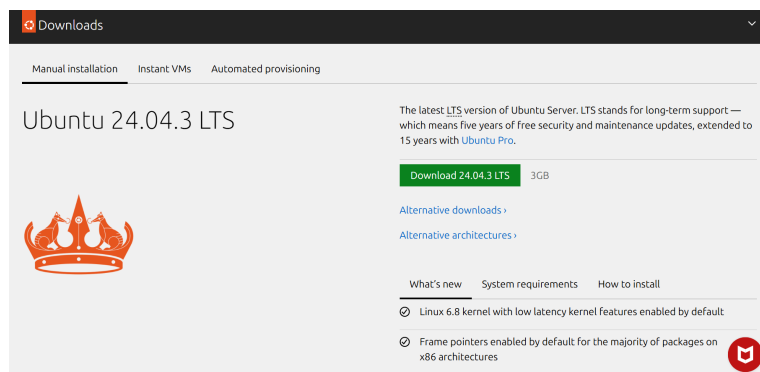 Downloads
Manual installation
Instant VMs
Automated provisioning
Ubuntu 24.04.3 LTS
The latest LTS version of Ubuntu Server. LTS stands for long-term support —
which means five years of free security and maintenance updates, extended to
15 years with Ubuntu Pro.
Download 24.04.3 LTS
3GB
Alternative downloads ›
Alternative architectures ›
What's new
System requirements
How to install
Linux 6.8 kernel with low latency kernel features enabled by default
Frame pointers enabled by default for the majority of packages on
x86 architectures